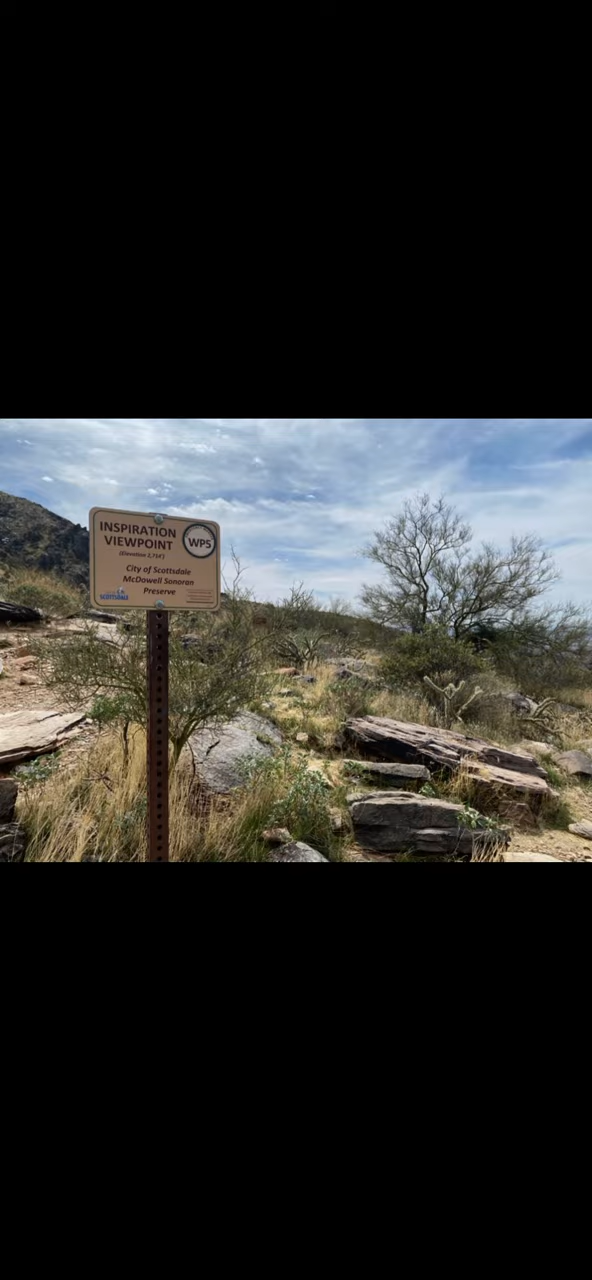 INSPIRATION
VIEWPOINT
(Elevation 2,714')
WP5
City of Scottsdale
McDowell Sonoran
Preserve
SCOTTSDALE